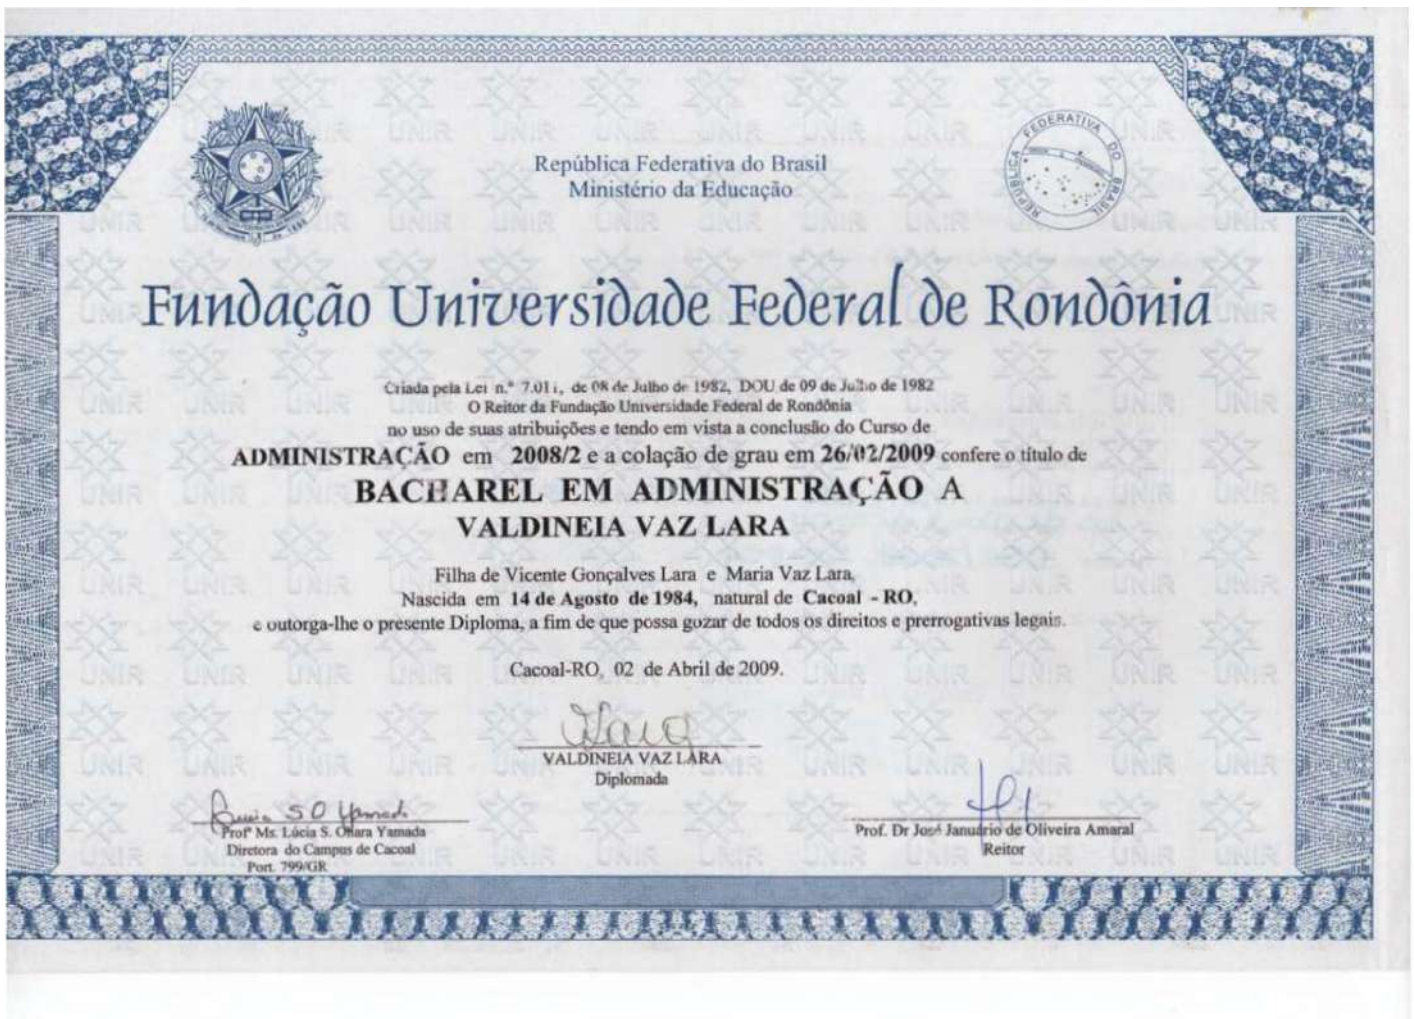 República Federativa do Brasil
Ministério da Educação
FEDERATIVA DO BRASIL REPÚBLICA
Fundação Universidade Federal de Rondônia
Criada pela Lei n.º 7.011, de 08 de Julho de 1982, DOU de 09 de Julho de 1982
O Reitor da Fundação Universidade Federal de Rondônia
no uso de suas atribuições e tendo em vista a conclusão do Curso de
ADMINISTRAÇÃO em 2008/2 e a colação de grau em 26/02/2009 confere o título de
BACHAREL EM ADMINISTRAÇÃO A
VALDINEIA VAZ LARA
Filha de Vicente Gonçalves Lara e Maria Vaz Lara,
Nascida em 14 de Agosto de 1984, natural de Cacoal - RO,
e outorga-lhe o presente Diploma, a fim de que possa gozar de todos os direitos e prerrogativas legais.
Cacoal-RO, 02 de Abril de 2009.
VALDINEIA VAZ LARA
Diplomada
Lucia S O Yamada
Profª Ms. Lúcia S. Ohara Yamada
Diretora do Campus de Cacoal
Port. 799/GR
Prof. Dr José Januário de Oliveira Amaral
Reitor
UNIR